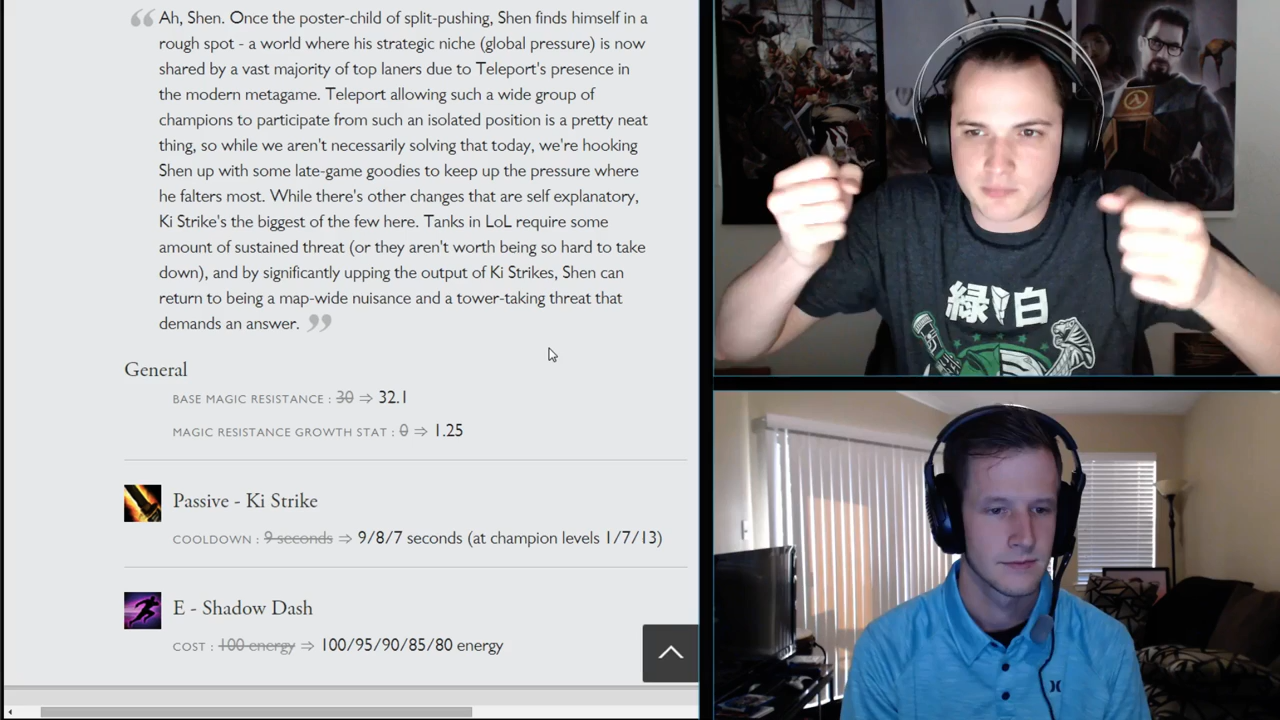 Ah, Shen. Once the poster-child of split-pushing, Shen finds himself in a
rough spot - a world where his strategic niche (global pressure) is now
shared by a vast majority of top laners due to Teleport's presence in
the modern metagame. Teleport allowing such a wide group of
champions to participate from such an isolated position is a pretty neat
thing, so while we aren't necessarily solving that today, we're hooking
Shen up with some late-game goodies to keep up the pressure where
he falters most. While there's other changes that are self explanatory,
Ki Strike's the biggest of the few here. Tanks in LoL require some
amount of sustained threat (or they aren't worth being so hard to take
down), and by significantly upping the output of Ki Strikes, Shen can
return to being a map-wide nuisance and a tower-taking threat that
demands an answer.
General
BASE MAGIC RESISTANCE : 30 ⇒ 32.1
MAGIC RESISTANCE GROWTH STAT : 0 ⇒ 1.25
Passive - Ki Strike
COOLDOWN : 9 seconds ⇒ 9/8/7 seconds (at champion levels 1/7/13)
E - Shadow Dash
COST : 100 energy ⇒ 100/95/90/85/80 energy
緑 白